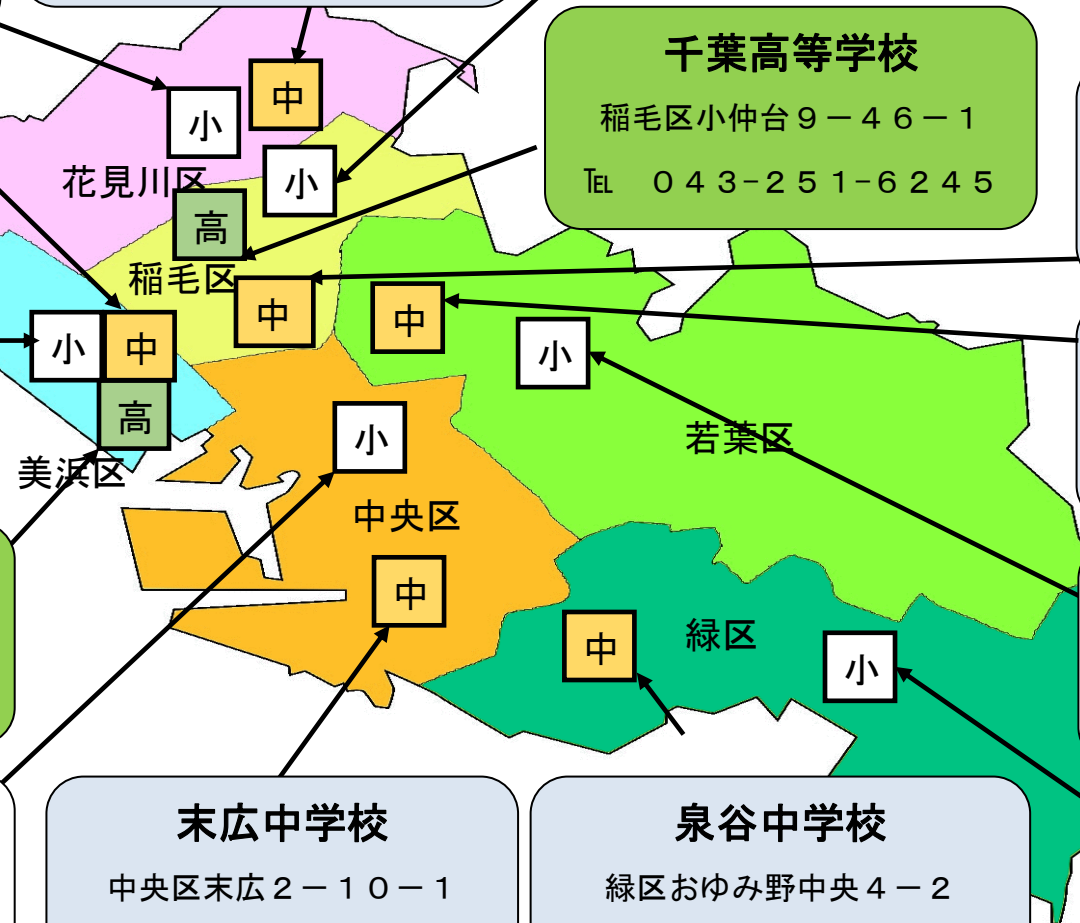 千葉高等学校
稲毛区小仲台９－４６－１
℡　０４３-２５１-６２４５
中
小
小
花見川区
高
稲毛区
中
中
小
中
小
高
小
若葉区
美浜区
中央区
中
中
緑区
小
末広中学校
中央区末広２－１０－１
泉谷中学校
緑区おゆみ野中央４－２